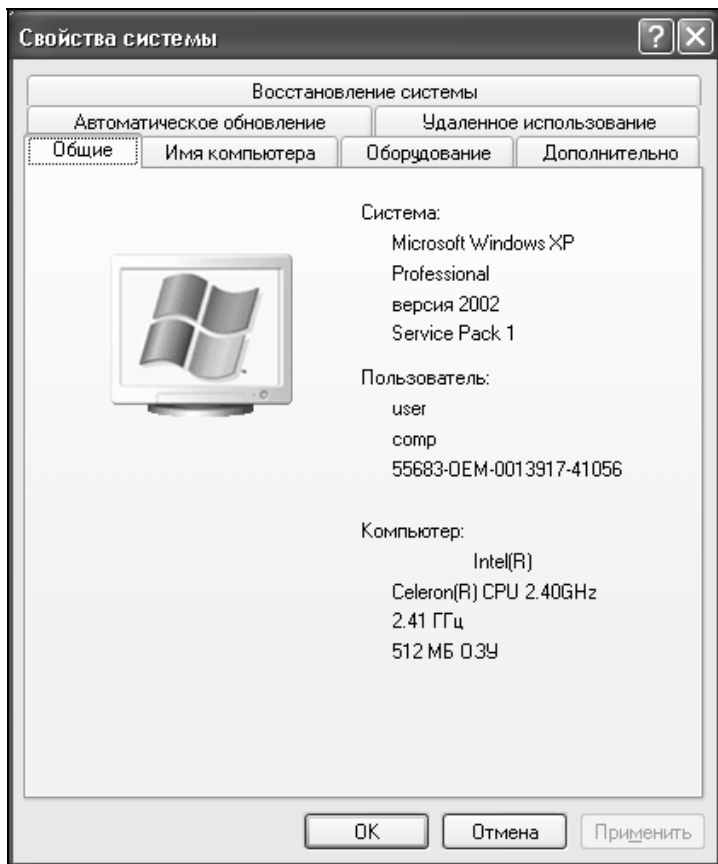 Свойства системы
Восстановление системы
Автоматическое обновление Удаленное использование
Общие Имя компьютера Оборудование Дополнительно
Система:
Microsoft Windows XP
Professional
версия 2002
Service Pack 1
Пользователь:
user
comp
55683-OEM-0013917-41056
Компьютер:
Intel(R)
Celeron(R) CPU 2.40GHz
2.41 ГГц
512 МБ ОЗУ
OK Отмена Применить